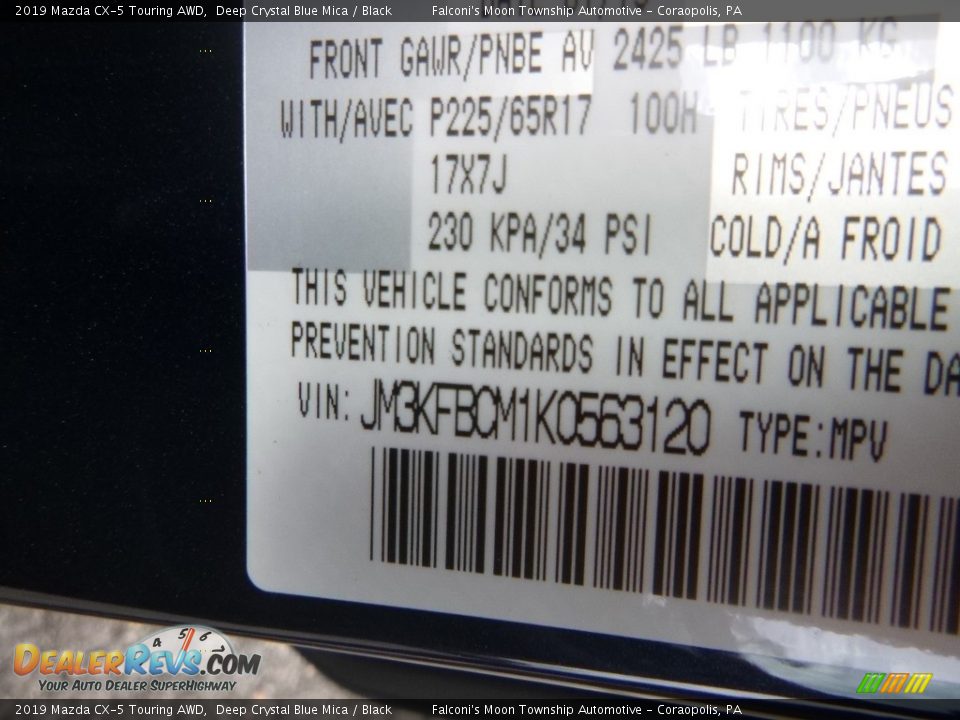 2019 Mazda CX-5 Touring AWD, Deep Crystal Blue Mica / Black Falconi's Moon Township Automotive - Coraopolis, PA
FRONT GAWR/PNBE AV 2425 LB 1100 KG
WITH/AVEC P225/65R17 100H TIRES/PNEUS
17X7J RIMS/JANTES
230 KPA/34 PSI COLD/A FROID
THIS VEHICLE CONFORMS TO ALL APPLICABLE
PREVENTION STANDARDS IN EFFECT ON THE DA
VIN: JM3KFBCM1K0563120 TYPE:MPV
4 5 6
DEALERREVS.COM
YOUR AUTO DEALER SUPERHIGHWAY
2019 Mazda CX-5 Touring AWD, Deep Crystal Blue Mica / Black Falconi's Moon Township Automotive - Coraopolis, PA